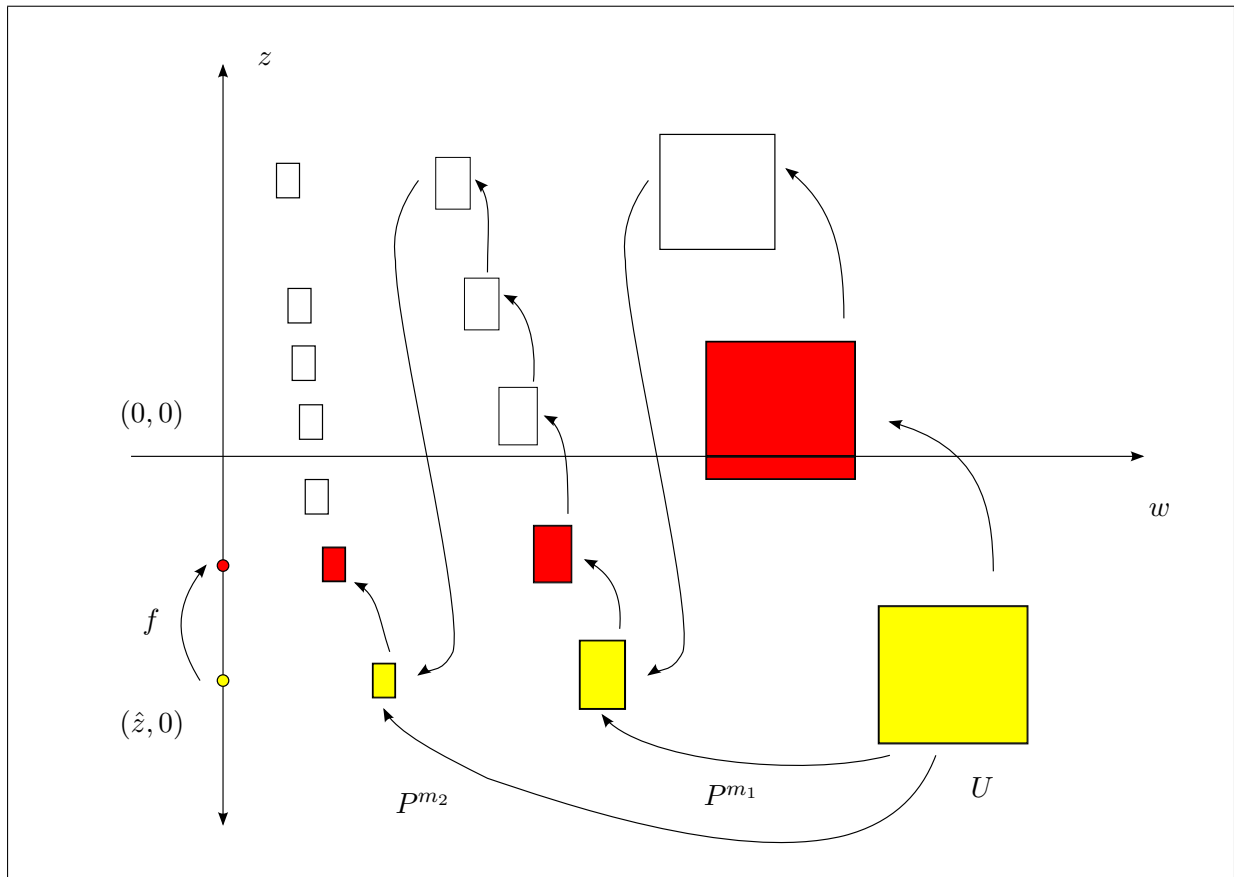 z
(0, 0)
w
f
(ẑ, 0)
P^{m_2}
P^{m_1}
U